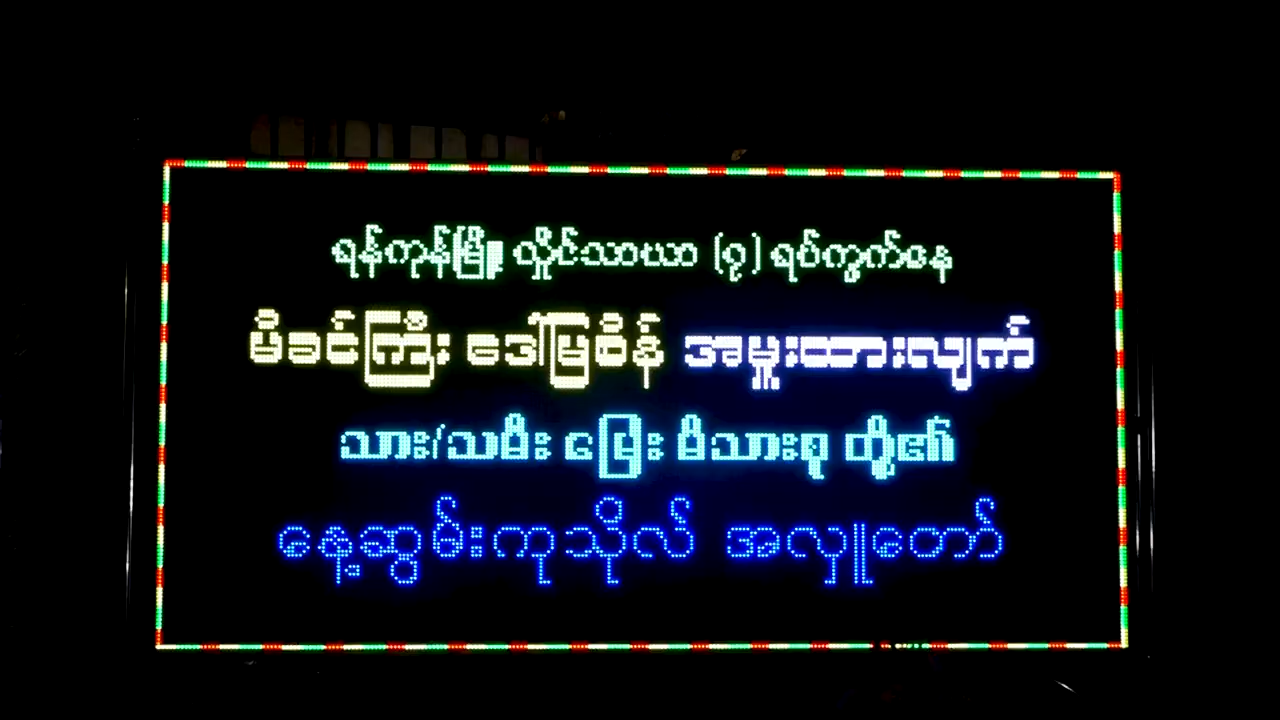 ရန်ကုန်မြို့ လှိုင်သာယာ (၇) ရပ်ကွက်နေ
မိခင်ကြီး ဒေါ်မြစိန် အမှူးထားလျက်
သား/သမီး မြေး မိသားစု တို့၏
နေ့ဆွမ်းကုသိုလ် အလှူတော်